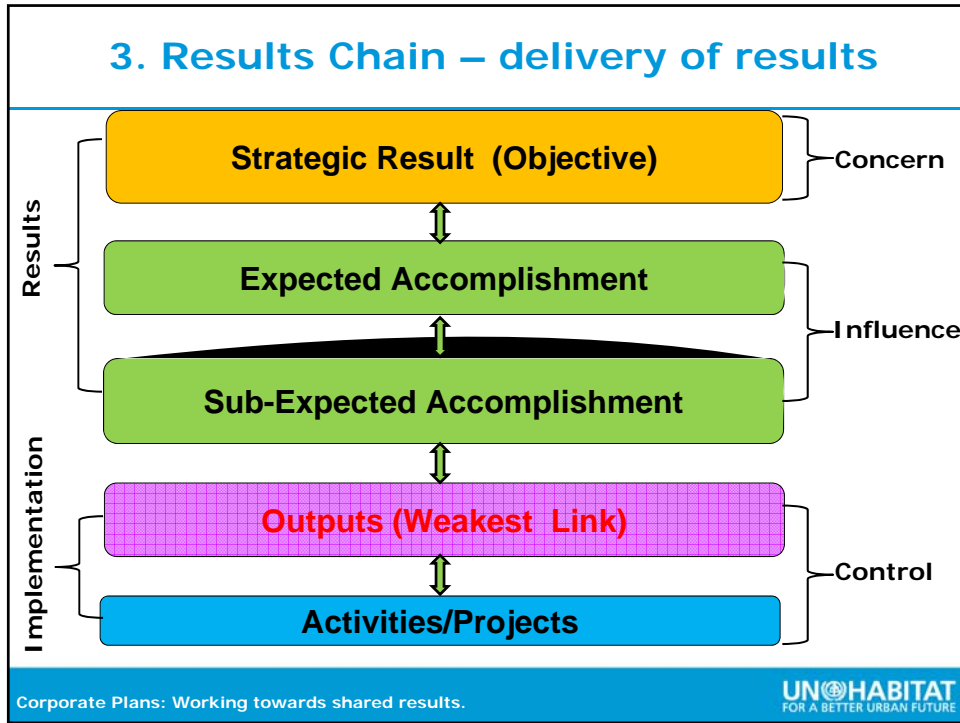 3. Results Chain – delivery of results
Strategic Result (Objective)
Concern
Results
Expected Accomplishment
Influence
Sub-Expected Accomplishment
Implementation
Outputs (Weakest Link)
Control
Activities/Projects
Corporate Plans: Working towards shared results.
UN HABITAT
FOR A BETTER URBAN FUTURE